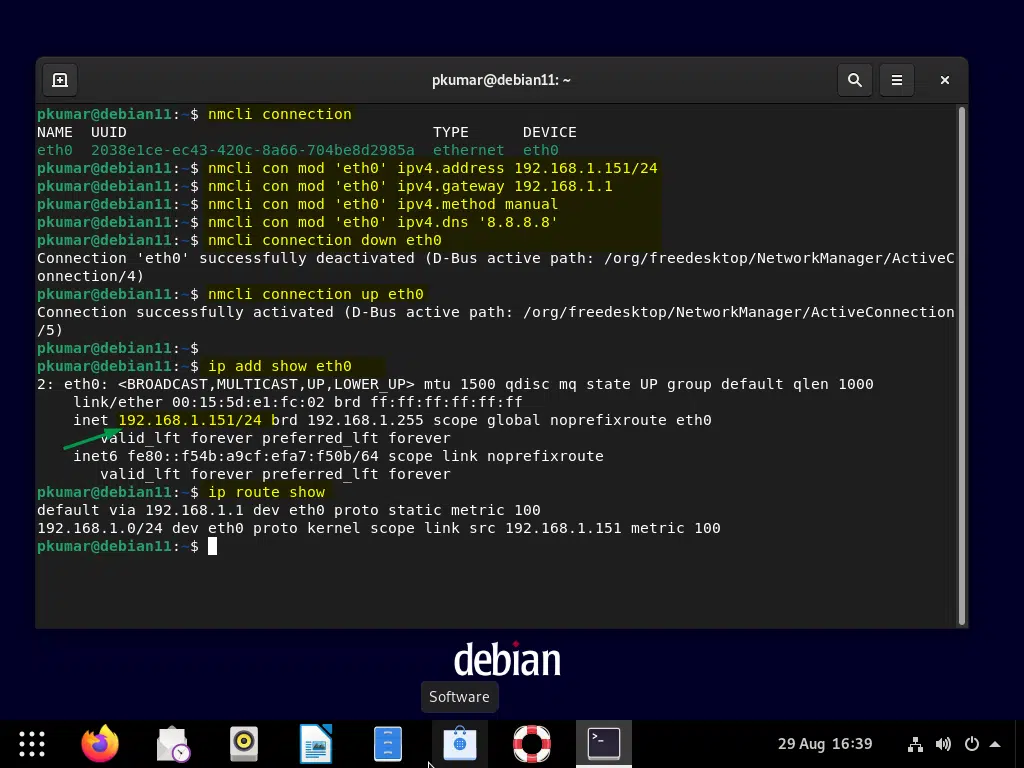 pkumar@debian11: ~
pkumar@debian11:~$ nmcli connection
NAME  UUID                                  TYPE      DEVICE
eth0  2038e1ce-ec43-420c-8a66-704be8d2985a  ethernet  eth0
pkumar@debian11:~$ nmcli con mod 'eth0' ipv4.address 192.168.1.151/24
pkumar@debian11:~$ nmcli con mod 'eth0' ipv4.gateway 192.168.1.1
pkumar@debian11:~$ nmcli con mod 'eth0' ipv4.method manual
pkumar@debian11:~$ nmcli con mod 'eth0' ipv4.dns '8.8.8.8'
pkumar@debian11:~$ nmcli connection down eth0
Connection 'eth0' successfully deactivated (D-Bus active path: /org/freedesktop/NetworkManager/ActiveC
onnection/4)
pkumar@debian11:~$ nmcli connection up eth0
Connection successfully activated (D-Bus active path: /org/freedesktop/NetworkManager/ActiveConnection
/5)
pkumar@debian11:~$
pkumar@debian11:~$ ip add show eth0
2: eth0: <BROADCAST,MULTICAST,UP,LOWER_UP> mtu 1500 qdisc mq state UP group default qlen 1000
    link/ether 00:15:5d:e1:fc:02 brd ff:ff:ff:ff:ff:ff
    inet 192.168.1.151/24 brd 192.168.1.255 scope global noprefixroute eth0
       valid_lft forever preferred_lft forever
    inet6 fe80::f54b:a9cf:efa7:f50b/64 scope link noprefixroute
       valid_lft forever preferred_lft forever
pkumar@debian11:~$ ip route show
default via 192.168.1.1 dev eth0 proto static metric 100
192.168.1.0/24 dev eth0 proto kernel scope link src 192.168.1.151 metric 100
pkumar@debian11:~$
debian
Software
29 Aug 16:39